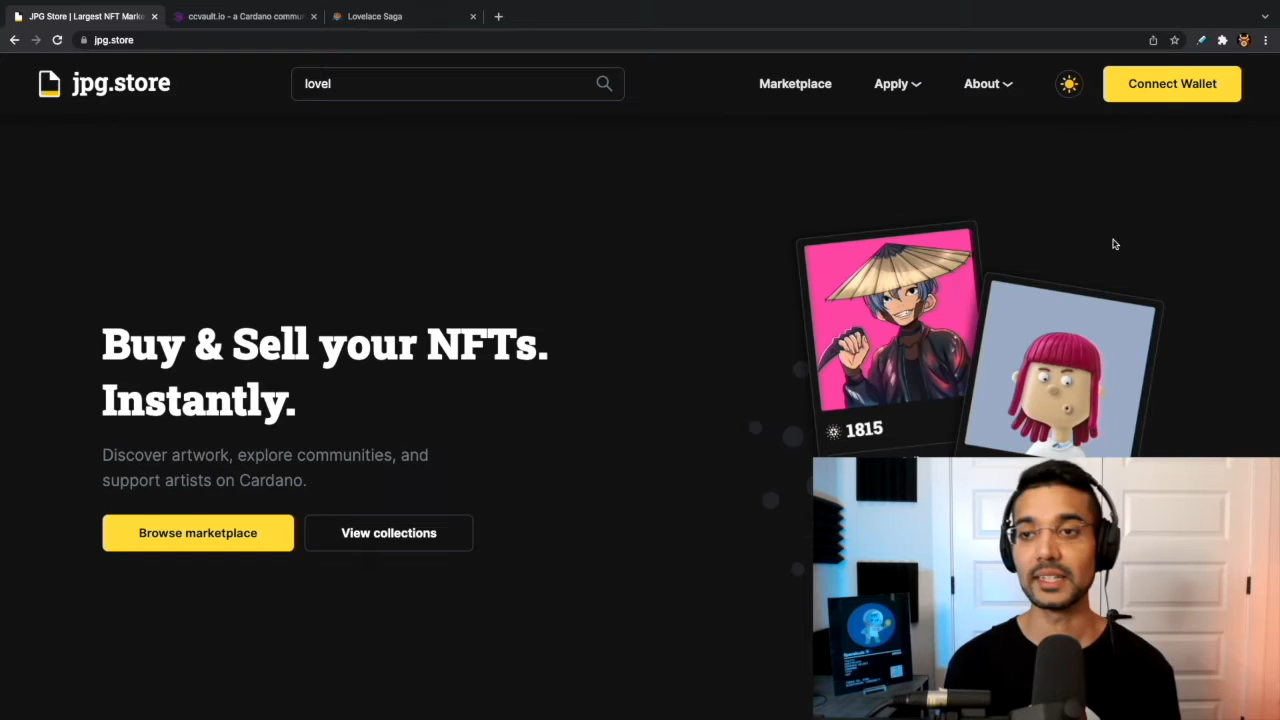 JPG Store | Largest NFT Marke
ccvault.io - a Cardano commun
Lovelace Saga
jpg.store
jpg.store
lovel
Marketplace
Apply
About
Connect Wallet
Buy & Sell your NFTs.
Instantly.
Discover artwork, explore communities, and
support artists on Cardano.
Browse marketplace
View collections
1815